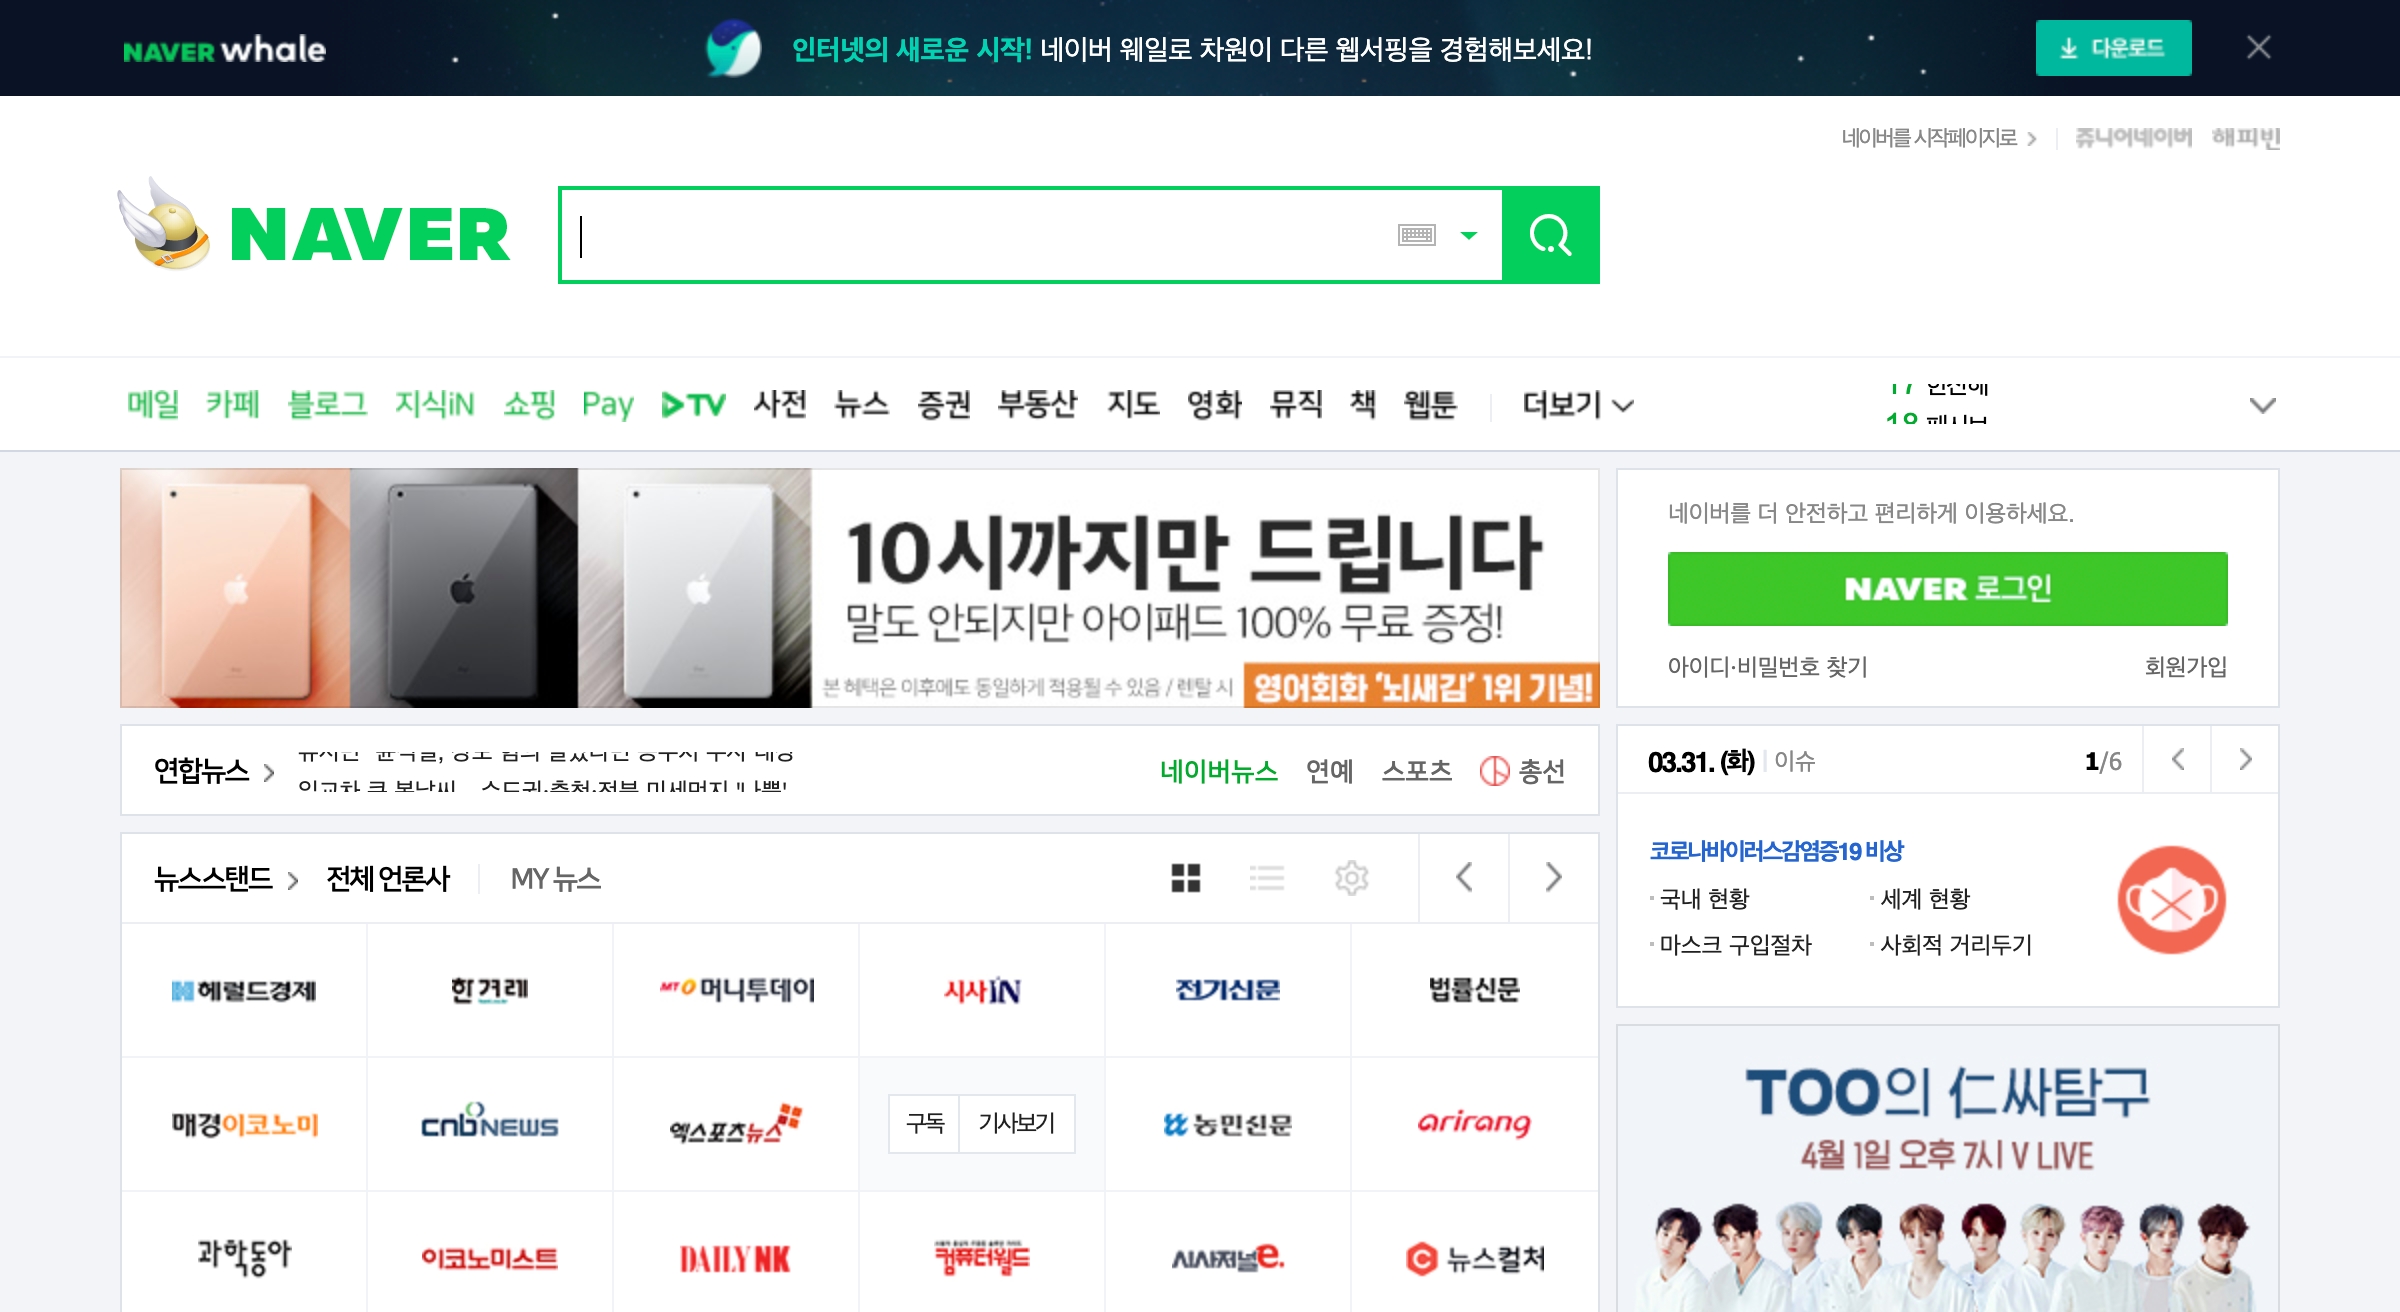 NAVER whale
인터넷의 새로운 시작! 네이버 웨일로 차원이 다른 웹서핑을 경험해보세요!
다운로드
네이버를 시작페이지로
쥬니어네이버 해피빈
NAVER
메일 카페 블로그 지식iN 쇼핑 Pay TV 사전 뉴스 증권 부동산 지도 영화 뮤직 책 웹툰 더보기
17
18
10시까지만 드립니다
말도 안되지만 아이패드 100% 무료 증정!
본 혜택은 이후에도 동일하게 적용될 수 있음 / 렌탈 시
영어회화 '뇌새김' 1위 기념!
네이버를 더 안전하고 편리하게 이용하세요.
NAVER 로그인
아이디·비밀번호 찾기 회원가입
연합뉴스
네이버뉴스 연예 스포츠 총선
03.31. (화) 이슈 1/6
코로나바이러스감염증19 비상
· 국내 현황 · 세계 현황
· 마스크 구입절차 · 사회적 거리두기
뉴스스탠드 전체 언론사 MY 뉴스
헤럴드경제 한겨레 MTO 머니투데이 시사IN 전기신문 법률신문
매경이코노미 cnbNEWS 엑스포츠뉴스 구독 기사보기 농민신문 arirang
과학동아 이코노미스트 DAILY NK 컴퓨터월드 시사저널e. 뉴스컬처
TOO의 仁싸탐구
4월 1일 오후 7시 V LIVE